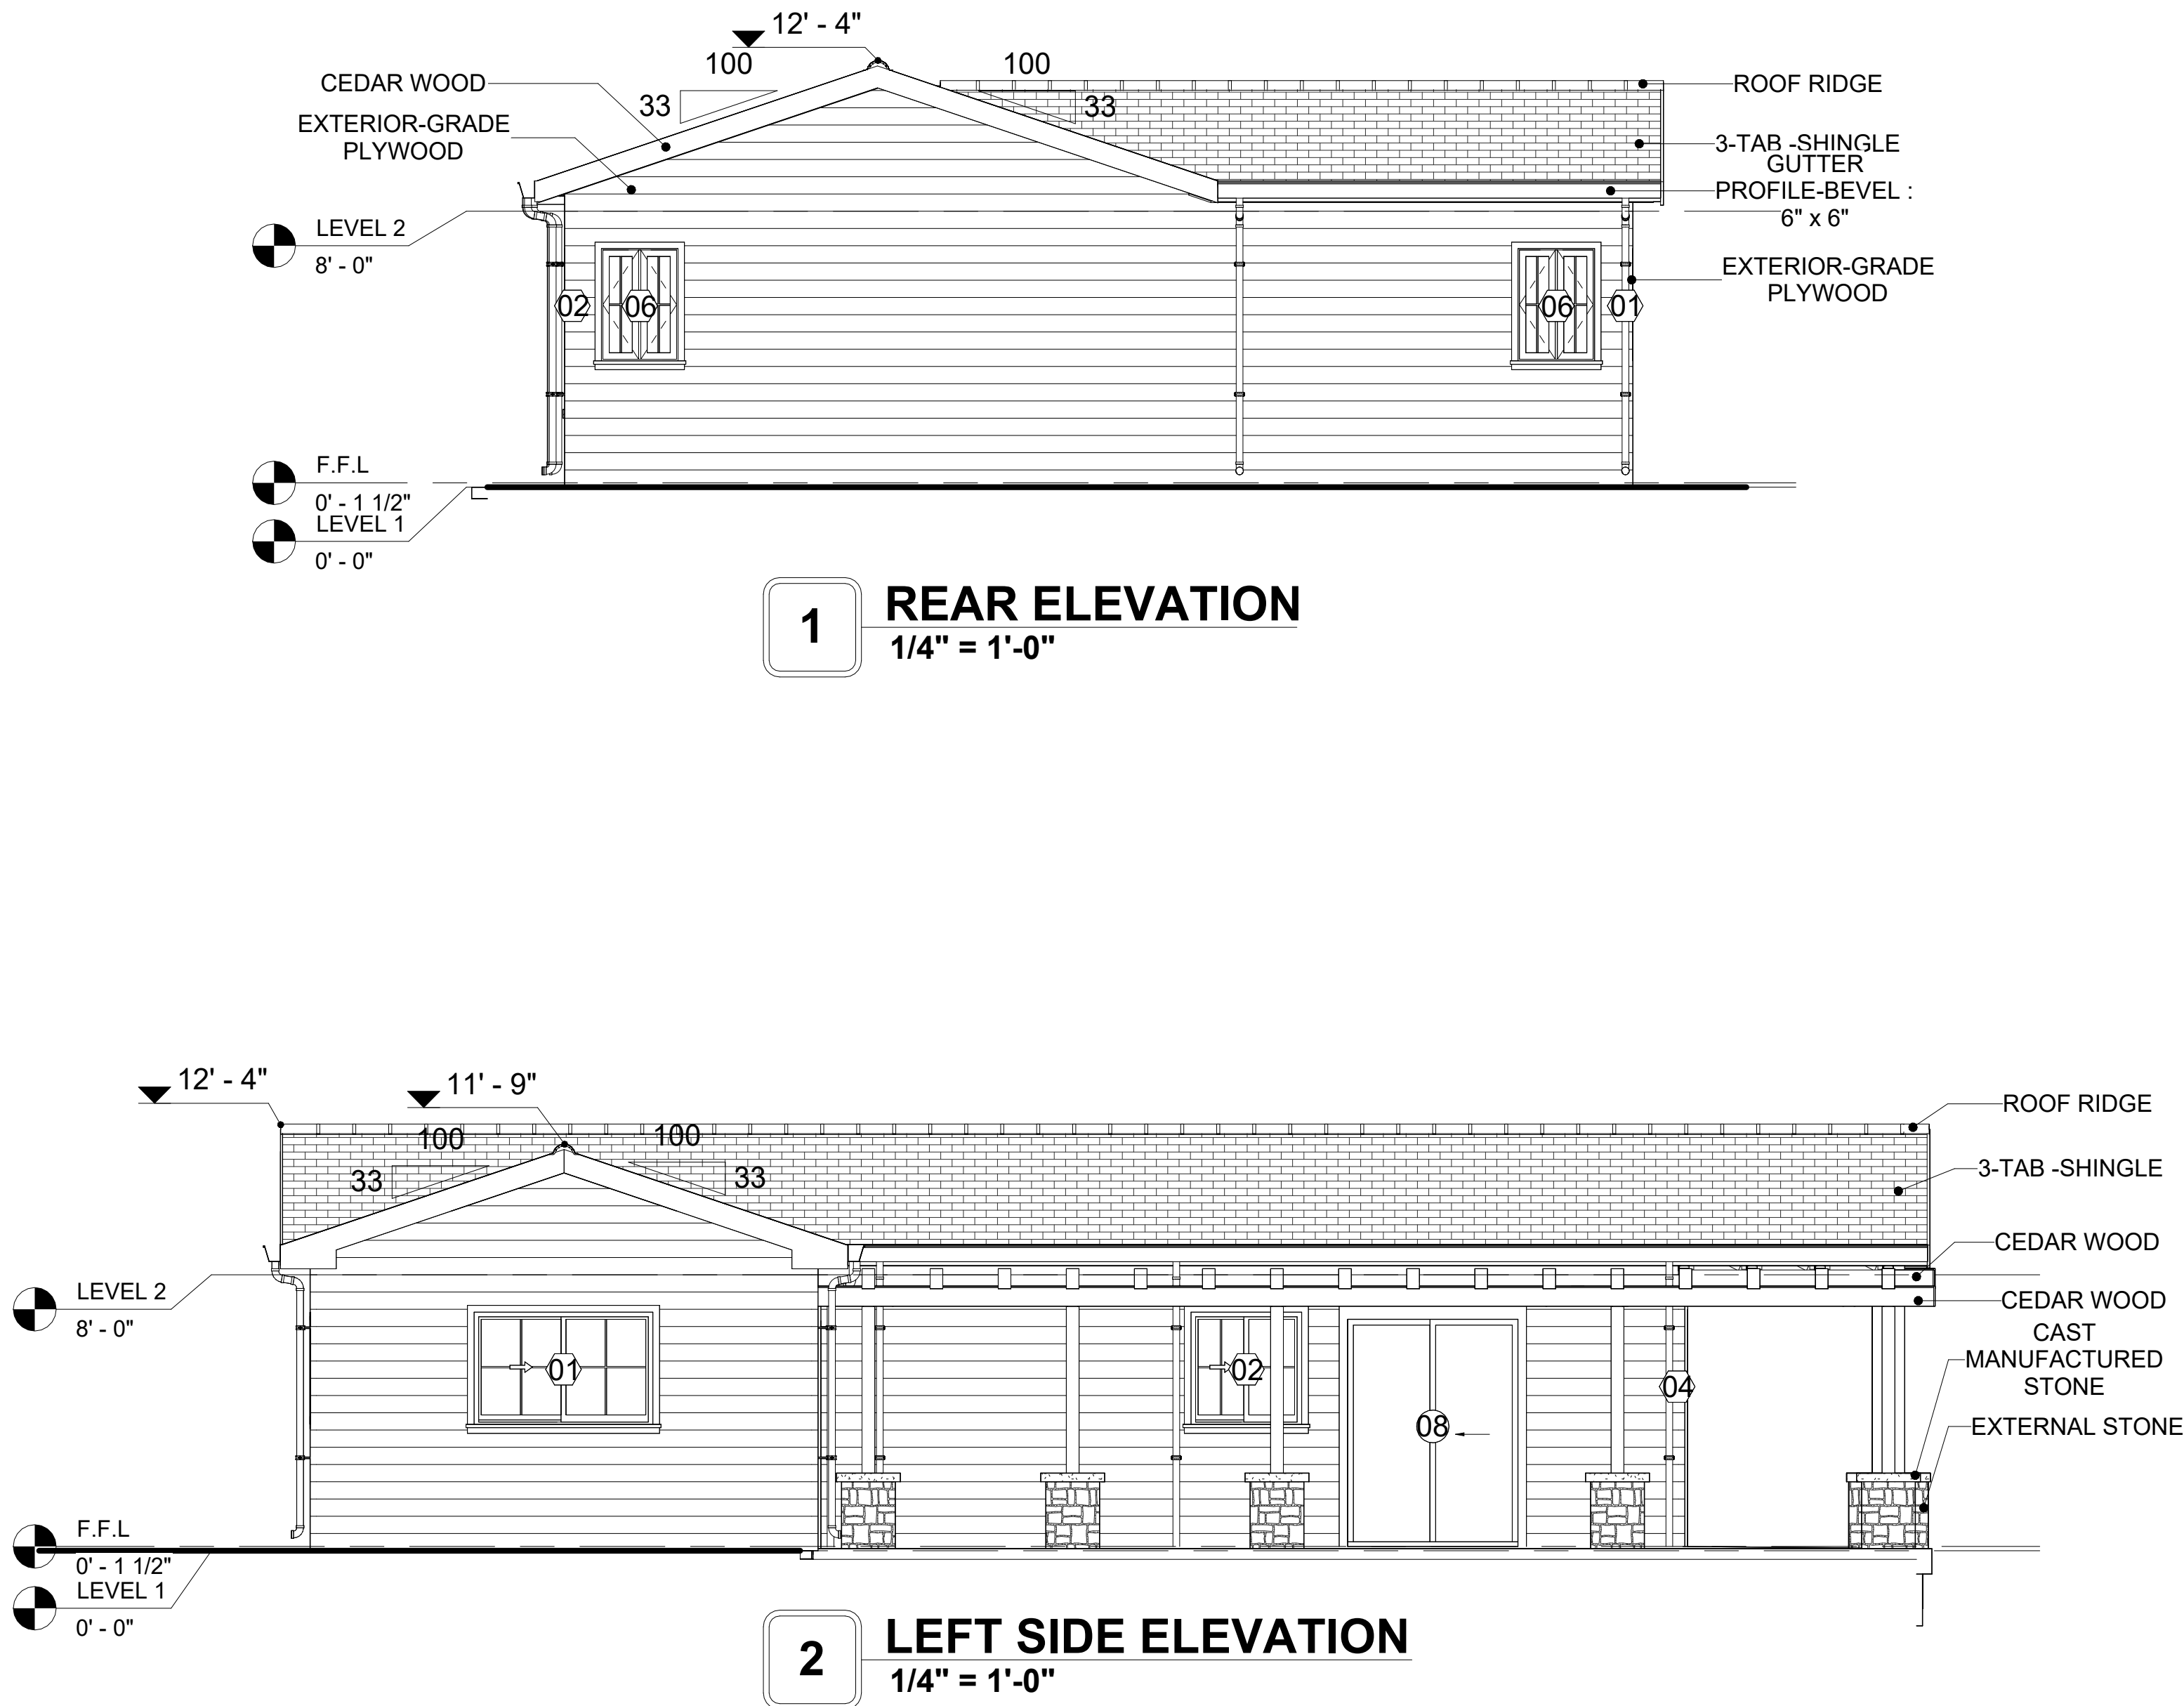 12' - 4"
100
100
33
33
CEDAR WOOD
EXTERIOR-GRADE
PLYWOOD
ROOF RIDGE
3-TAB -SHINGLE
GUTTER
PROFILE-BEVEL :
6" x 6"
EXTERIOR-GRADE
PLYWOOD
LEVEL 2
8' - 0"
02
06
06
01
F.F.L
0' - 1 1/2"
LEVEL 1
0' - 0"
1
REAR ELEVATION
1/4" = 1'-0"
12' - 4"
11' - 9"
100
100
33
33
ROOF RIDGE
3-TAB -SHINGLE
CEDAR WOOD
CEDAR WOOD
CAST
MANUFACTURED
STONE
EXTERNAL STONE
LEVEL 2
8' - 0"
01
02
08
04
F.F.L
0' - 1 1/2"
LEVEL 1
0' - 0"
2
LEFT SIDE ELEVATION
1/4" = 1'-0"